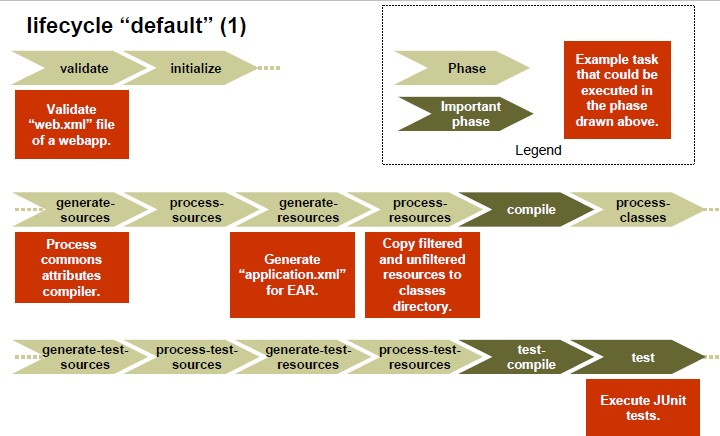 lifecycle “default” (1)
validate
initialize
Validate
“web.xml” file
of a webapp.
Phase
Important
phase
Example task
that could be
executed in
the phase
drawn above.
Legend
generate-
sources
process-
sources
generate-
resources
process-
resources
compile
process-
classes
Process
commons
attributes
compiler.
Generate
“application.xml”
for EAR.
Copy filtered
and unfiltered
resources to
classes
directory.
generate-test-
sources
process-test-
sources
generate-test-
resources
process-test-
resources
test-
compile
test
Execute JUnit
tests.